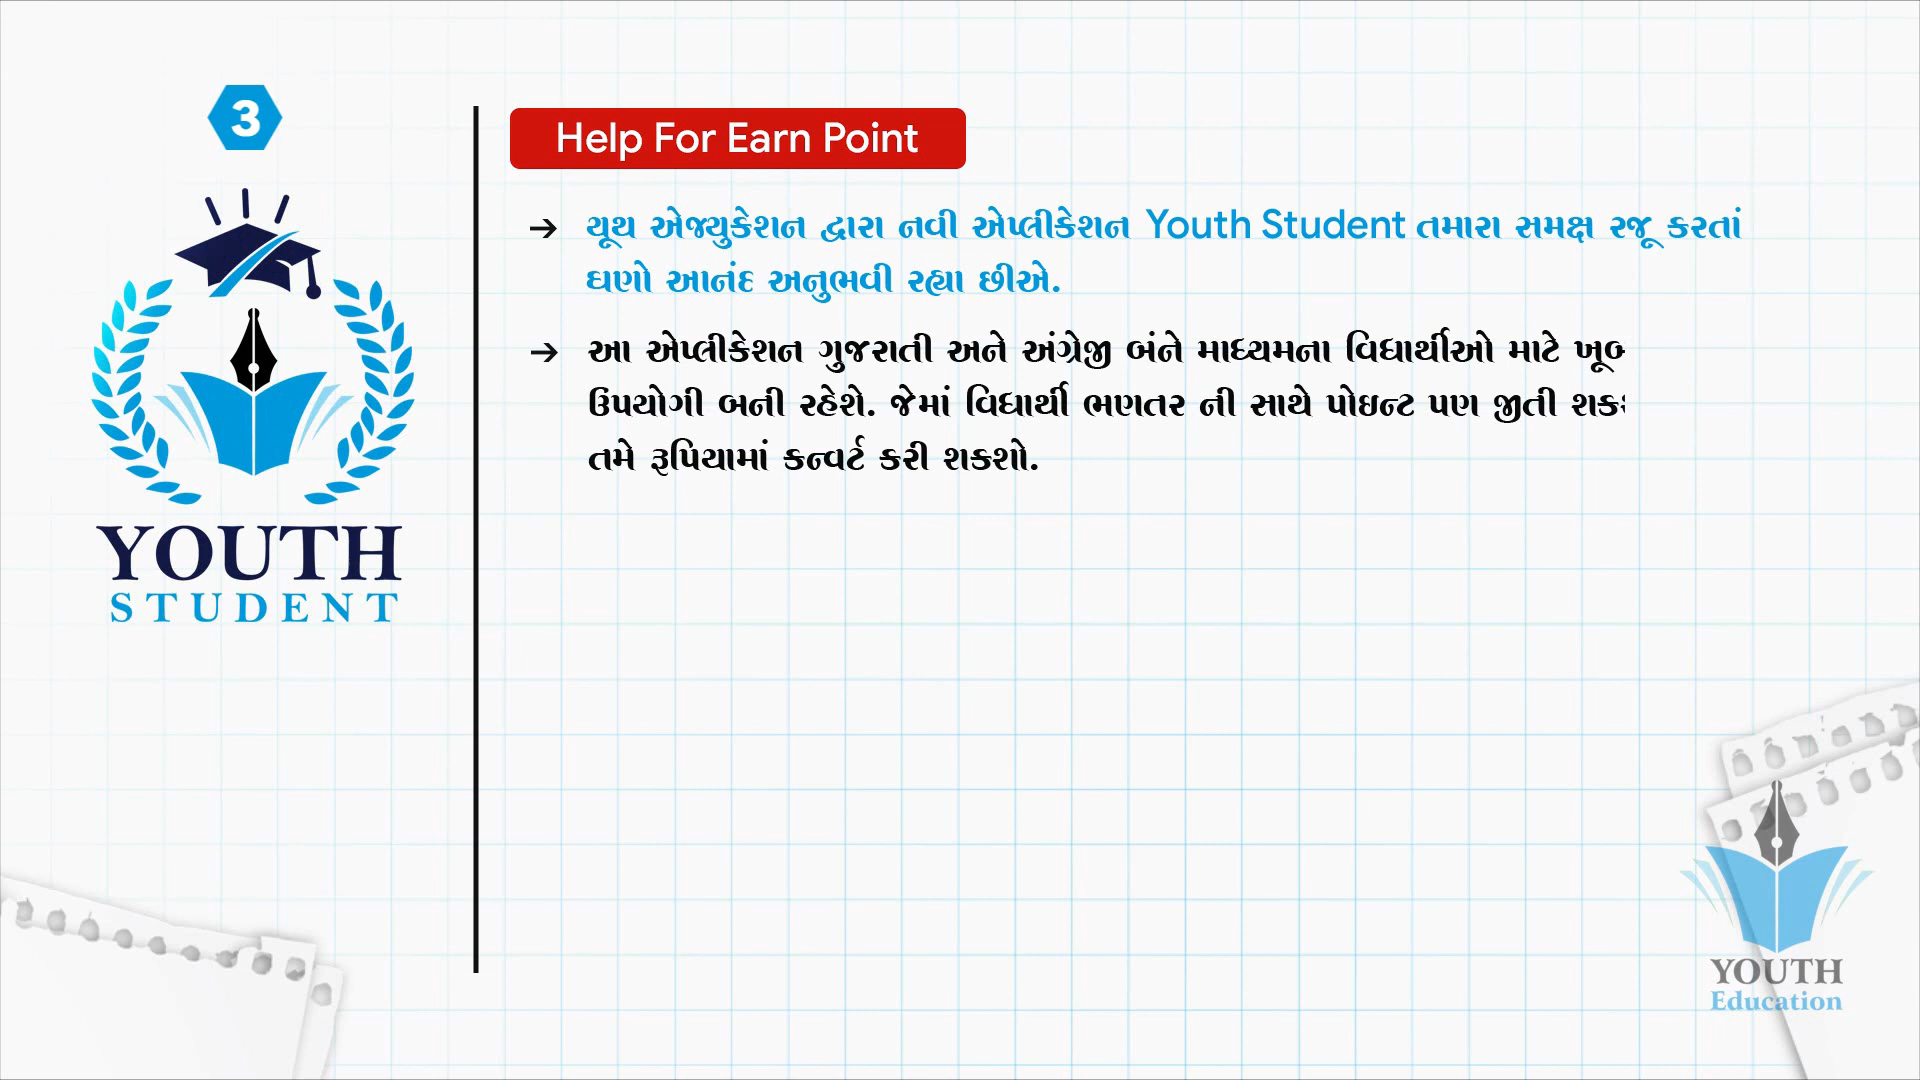 3
Help For Earn Point
→ યૂથ એજ્યુકેશન દ્વારા નવી એપ્લીકેશન Youth Student તમારા સમક્ષ રજૂ કરતાં
ઘણો આનંદ અનુભવી રહ્યા છીએ.
→ આ એપ્લીકેશન ગુજરાતી અને અંગ્રેજી બંને માધ્યમના વિદ્યાર્થીઓ માટે
ઉપયોગી બની રહેશે. જેમાં વિદ્યાર્થી ભણતર ની સાથે પોઇન્ટ પણ જીતી
તમે રૂપિયામાં કન્વર્ટ કરી શકશો.
YOUTH
STUDENT
YOUTH
Education